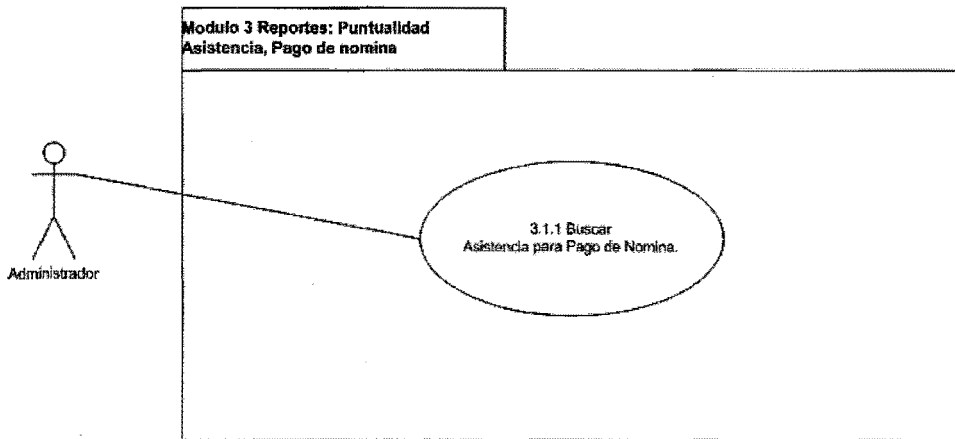 Modulo 3 Reportes: Puntualidad
Asistencia, Pago de nomina
3.1.1 Buscar
Asistencia para Pago de Nomina.
Administrador